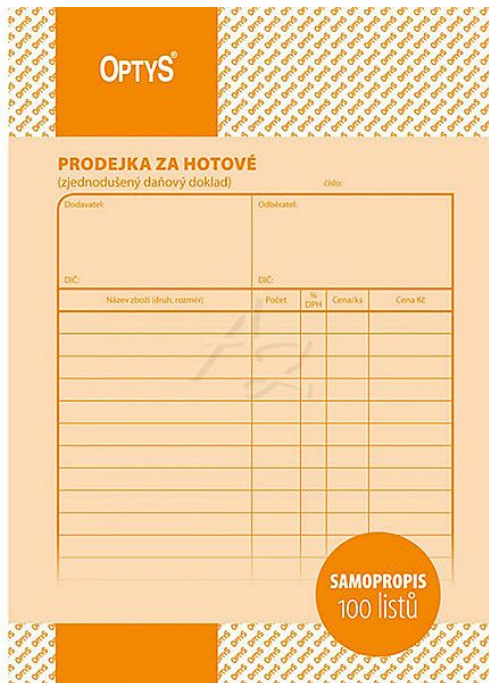 OPTYS®
PRODEJKA ZA HOTOVÉ
(zjednodušený daňový doklad)
číslo:
Dodavatel:
Odběratel:
DIČ:
DIČ:
Název zboží (druh, rozměr)
Počet
% DPH
Cena/ks
Cena Kč
SAMOPROPIS
100 listů